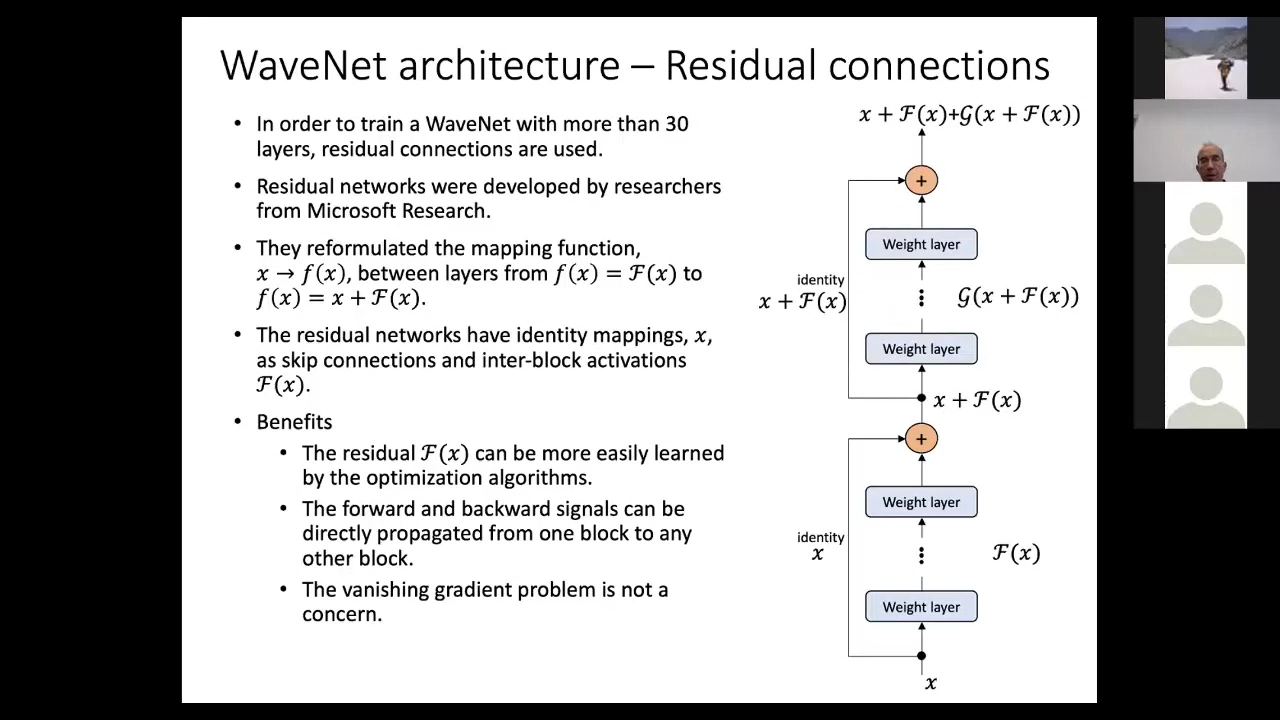 WaveNet architecture – Residual connections
• In order to train a WaveNet with more than 30
layers, residual connections are used.
• Residual networks were developed by researchers
from Microsoft Research.
• They reformulated the mapping function,
x → f(x), between layers from f(x) = ℱ(x) to
f(x) = x + ℱ(x).
• The residual networks have identity mappings, x,
as skip connections and inter-block activations
ℱ(x).
• Benefits
• The residual ℱ(x) can be more easily learned
by the optimization algorithms.
• The forward and backward signals can be
directly propagated from one block to any
other block.
• The vanishing gradient problem is not a
concern.
x + ℱ(x)+𝒢(x + ℱ(x))
+
Weight layer
identity
x + ℱ(x)
𝒢(x + ℱ(x))
Weight layer
x + ℱ(x)
+
Weight layer
identity
x
ℱ(x)
Weight layer
x